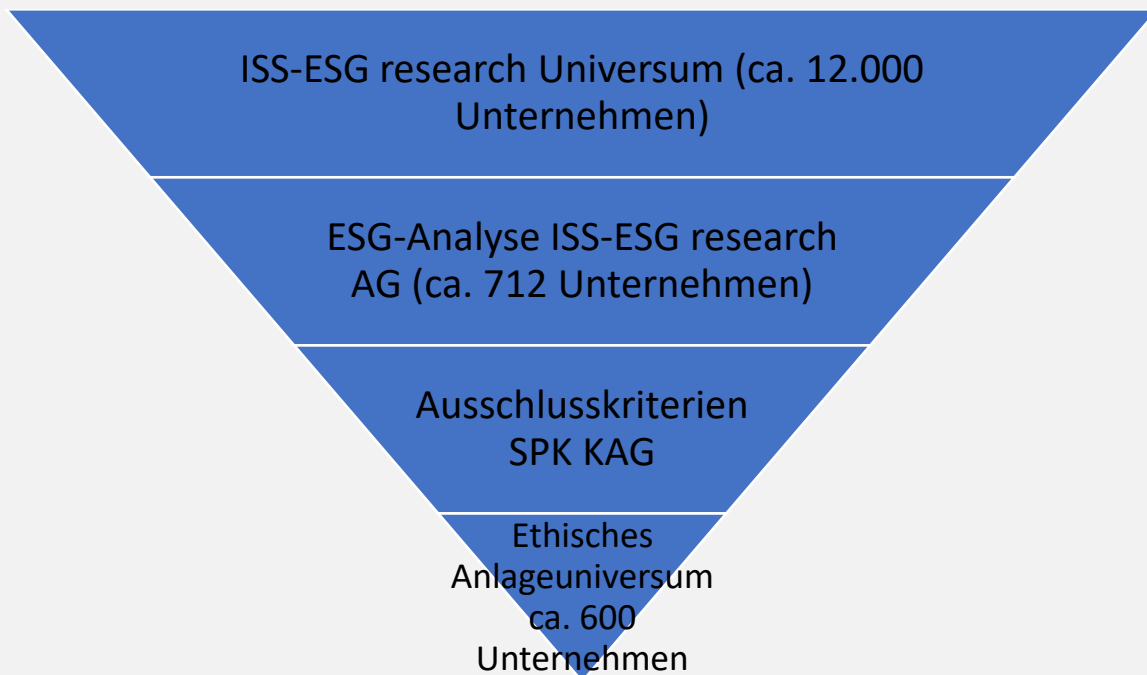 ISS-ESG research Universum (ca. 12.000
Unternehmen)
ESG-Analyse ISS-ESG research
AG (ca. 712 Unternehmen)
Ausschlusskriterien
SPK KAG
Ethisches
Anlageuniversum
ca. 600
Unternehmen